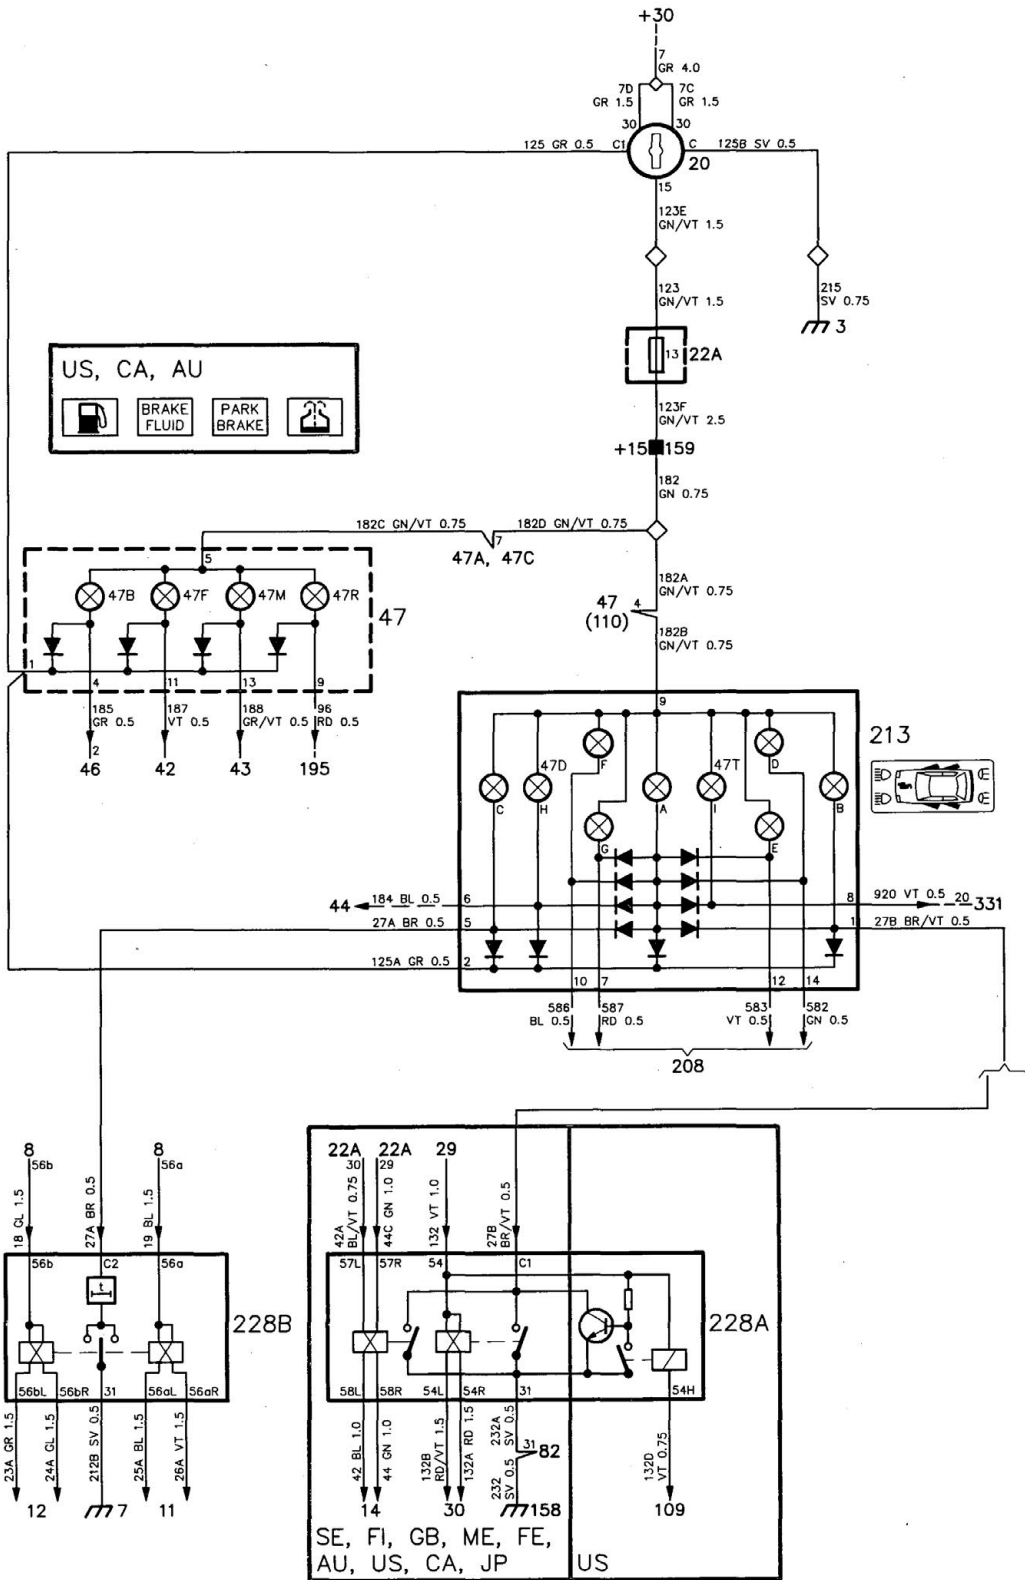 +30
7
GR 4.0
7D
GR 1.5
7C
GR 1.5
30
30
125 GR 0.5
C1
C
125B SV 0.5
20
15
123E
GN/VT 1.5
123
GN/VT 1.5
215
SV 0.75
3
13
22A
US, CA, AU
BRAKE
FLUID
PARK
BRAKE
123F
GN/VT 2.5
+15
159
182
GN 0.75
182C GN/VT 0.75
182D GN/VT 0.75
7
47A, 47C
5
182A
GN/VT 0.75
47B
47F
47M
47R
47
47
(110)
4
182B
GN/VT 0.75
1
4
11
13
9
185
GR 0.5
187
VT 0.5
188
GR/VT 0.5
96
RD 0.5
2
46
42
43
195
9
213
F
47D
47T
D
C
H
A
I
B
G
E
44
184 BL 0.5
6
8
920 VT 0.5
20
331
27A BR 0.5
5
1
27B BR/VT 0.5
125A GR 0.5
2
10
7
12
14
586
BL 0.5
587
RD 0.5
583
VT 0.5
582
GN 0.5
208
8
56b
8
56a
18 GL 1.5
27A BR 0.5
19 BL 1.5
56b
C2
56a
t
228B
56bL
56bR
31
56aL
56aR
23A GR 1.5
24A GL 1.5
212B SV 0.5
25A BL 1.5
26A VT 1.5
12
7
11
22A
22A
29
30
29
42A
BL/VT 0.75
44C GN 1.0
132 VT 1.0
27B
BR/VT 0.5
57L
57R
54
C1
228A
58L
58R
54L
54R
31
54H
42 BL 1.0
44 GN 1.0
132B
RD/VT 1.5
132A RD 1.5
232A
SV 0.5
31
82
232
SV 0.5
132D
VT 0.75
14
30
158
109
SE, FI, GB, ME, FE,
AU, US, CA, JP
US